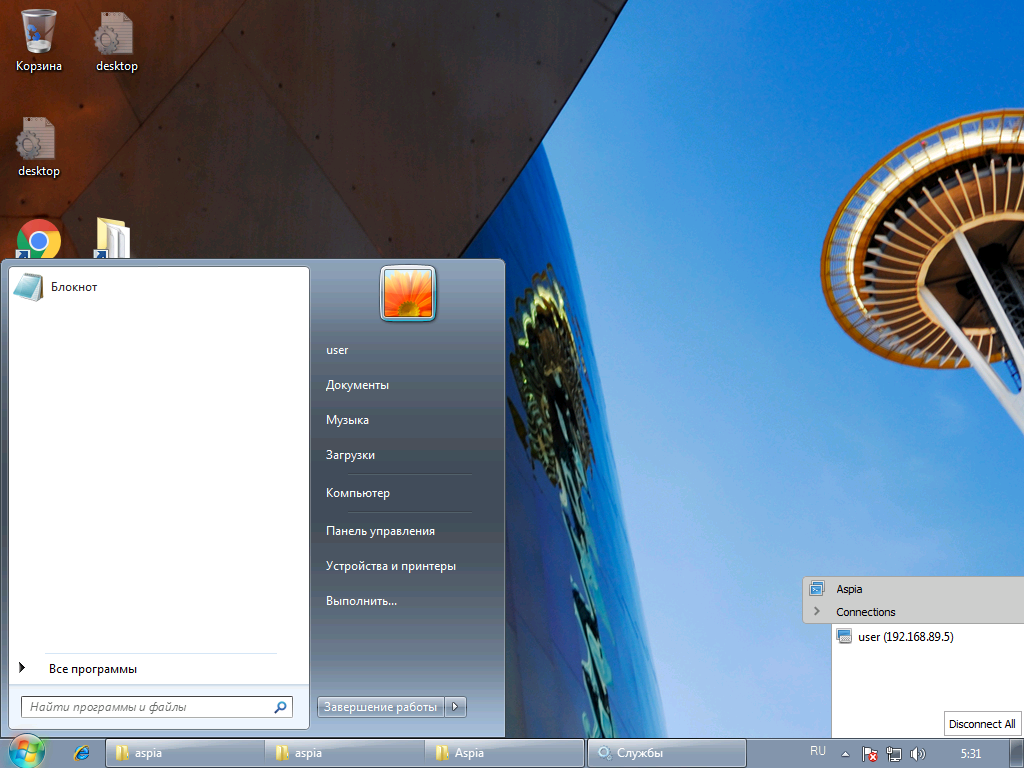 Корзина
desktop
desktop
Блокнот
user
Документы
Музыка
Загрузки
Компьютер
Панель управления
Устройства и принтеры
Выполнить...
Все программы
Найти программы и файлы
Завершение работы
Aspia
Connections
user (192.168.89.5)
Disconnect All
aspia
aspia
Aspia
Службы
RU
5:31